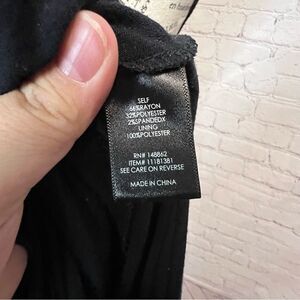 SELF
66%RAYON
32%POLYESTER
2%SPANDEX
LINING
100%POLYESTER
RN# 148862
ITEM# 11181381
SEE CARE ON REVERSE
MADE IN CHINA